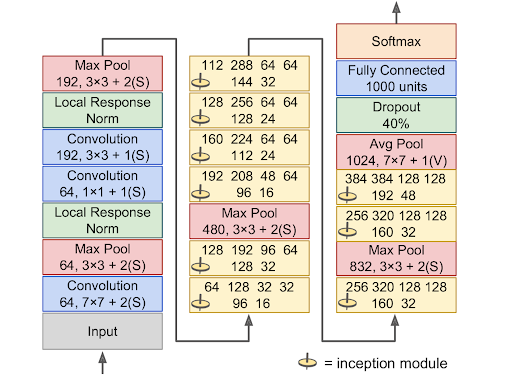 Max Pool
192, 3×3 + 2(S)
Local Response
Norm
Convolution
192, 3×3 + 1(S)
Convolution
64, 1×1 + 1(S)
Local Response
Norm
Max Pool
64, 3×3 + 2(S)
Convolution
64, 7×7 + 2(S)
Input
112 288 64 64
144 32
128 256 64 64
128 24
160 224 64 64
112 24
192 208 48 64
96 16
Max Pool
480, 3×3 + 2(S)
128 192 96 64
128 32
64 128 32 32
96 16
Softmax
Fully Connected
1000 units
Dropout
40%
Avg Pool
1024, 7×7 + 1(V)
384 384 128 128
192 48
256 320 128 128
160 32
Max Pool
832, 3×3 + 2(S)
256 320 128 128
160 32
= inception module